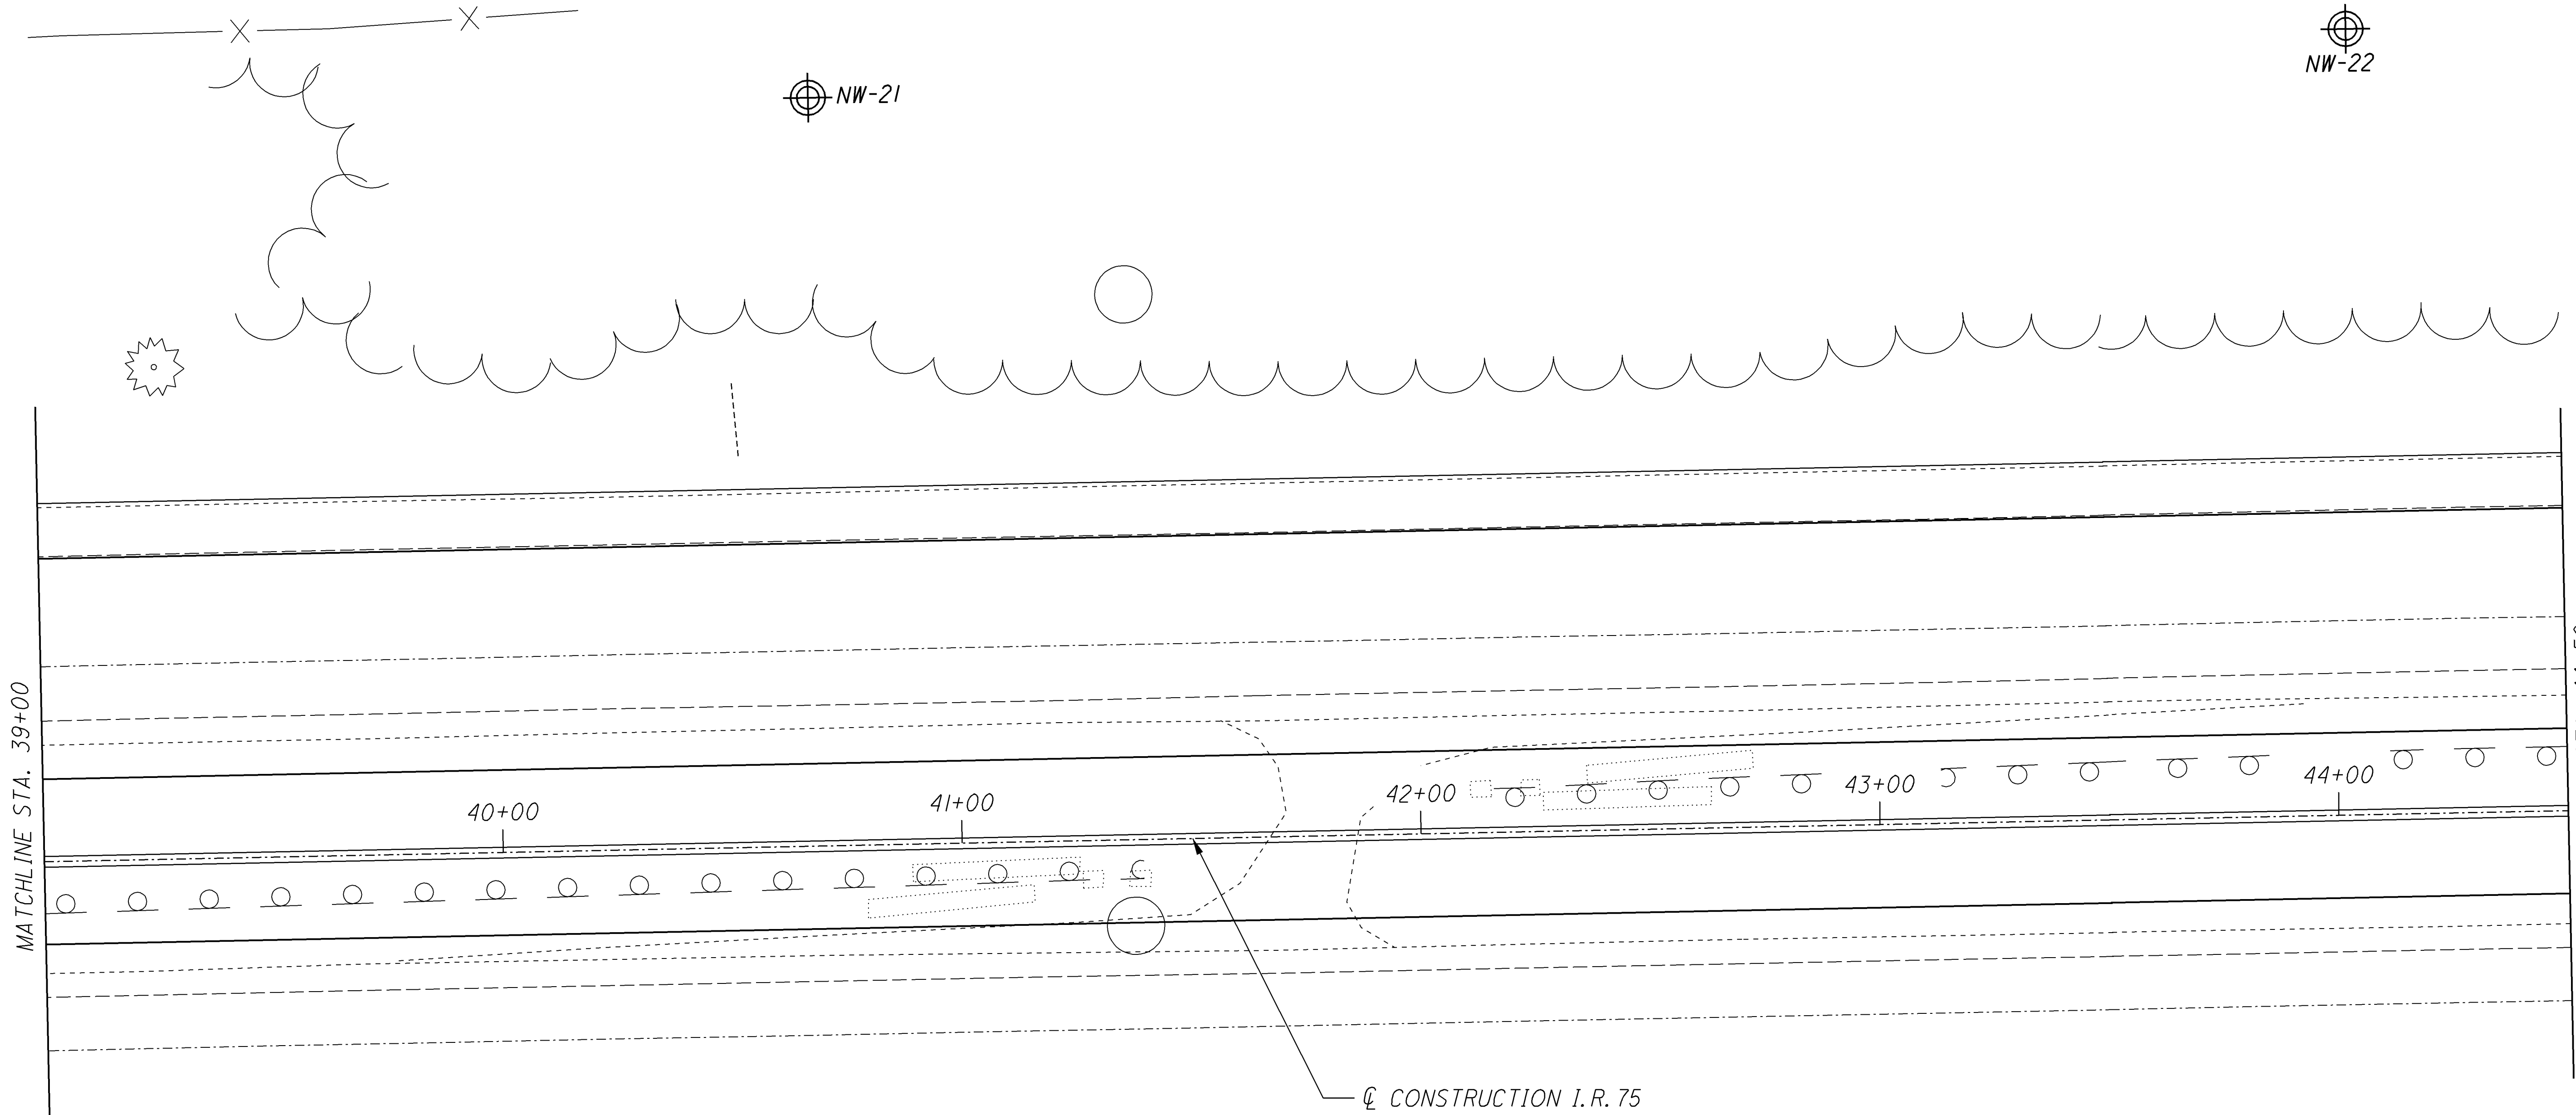 NW-22
NW-21
MATCHLINE STA. 39+00
40+00
41+00
42+00
43+00
44+00
℄ CONSTRUCTION I.R. 75